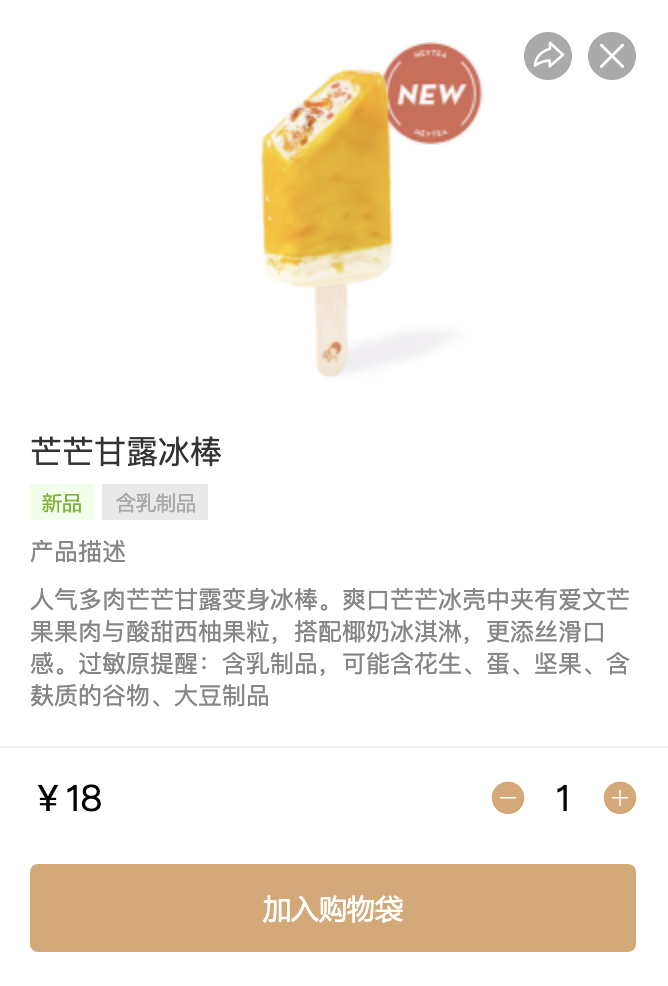 HEYTEA
NEW
HEYTEA
芒芒甘露冰棒
新品
含乳制品
产品描述
人气多肉芒芒甘露变身冰棒。爽口芒芒冰壳中夹有爱文芒
果果肉与酸甜西柚果粒，搭配椰奶冰淇淋，更添丝滑口
感。过敏原提醒：含乳制品，可能含花生、蛋、坚果、含
麸质的谷物、大豆制品
￥18
1
加入购物袋